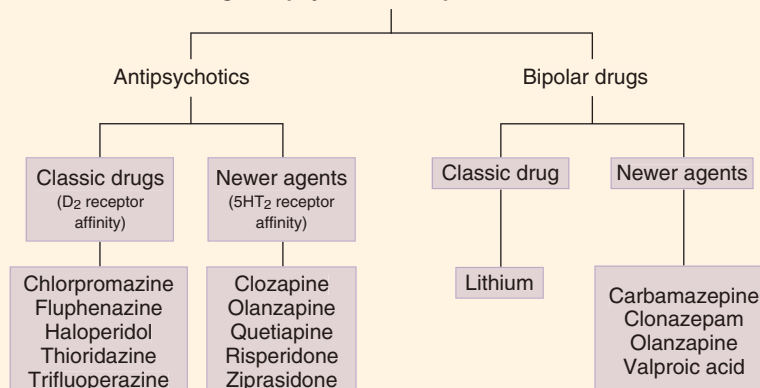 Antipsychotics
Bipolar drugs
Classic drugs
(D2 receptor
affinity)
Newer agents
(5HT2 receptor
affinity)
Classic drug
Newer agents
Chlorpromazine
Fluphenazine
Haloperidol
Thioridazine
Trifluoperazine
Clozapine
Olanzapine
Quetiapine
Risperidone
Ziprasidone
Lithium
Carbamazepine
Clonazepam
Olanzapine
Valproic acid